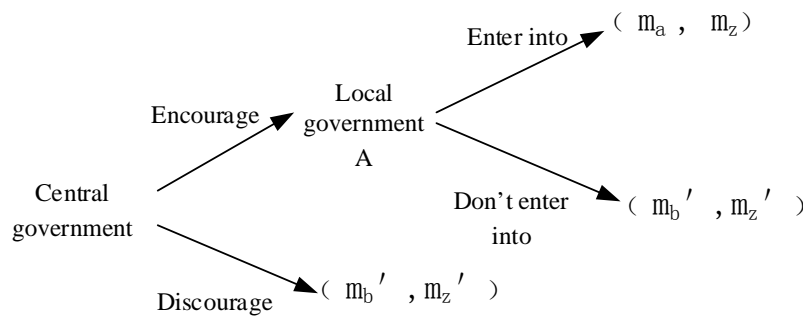 Enter into
( m_a , m_z)
Local
government
A
Encourage
Central
government
Don't enter
into
( m_b′ ,m_z′ )
Discourage
( m_b′ ,m_z′ )